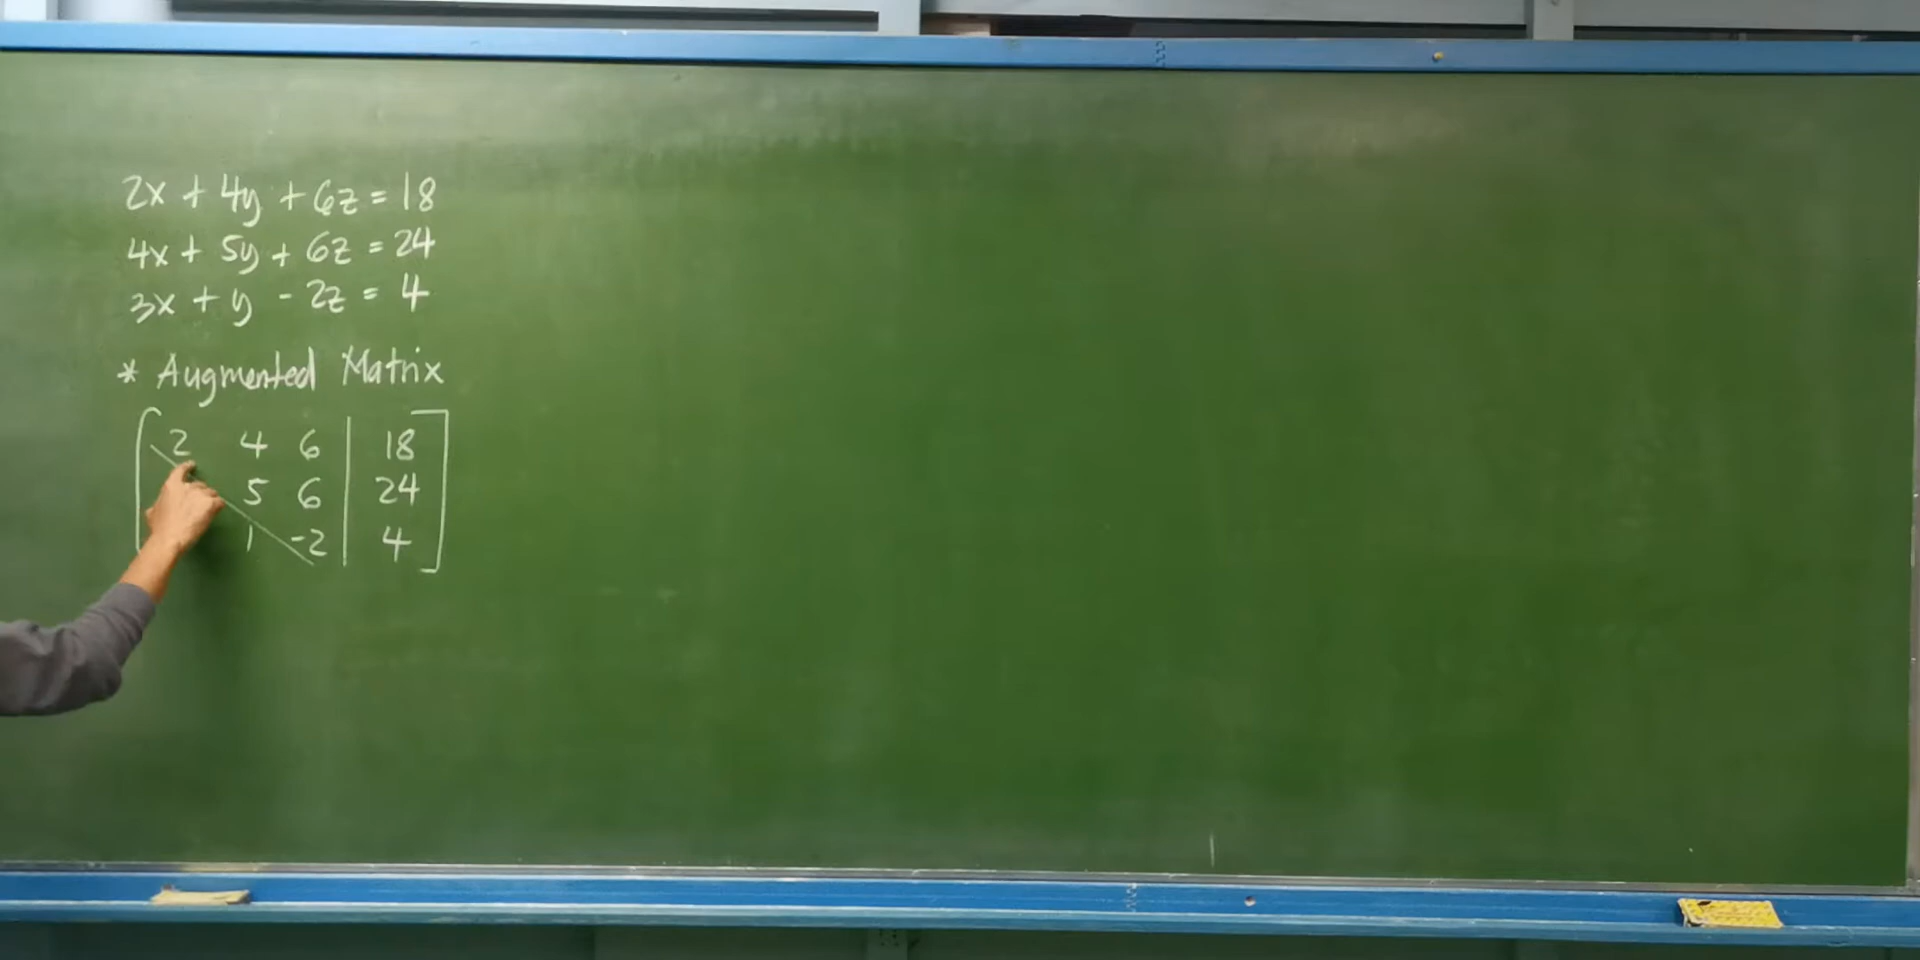 2x + 4y + 6z = 18
4x + 5y + 6z = 24
3x + y - 2z = 4
* Augmented Matrix
2 4 6 | 18
5 6 | 24
1 -2 | 4